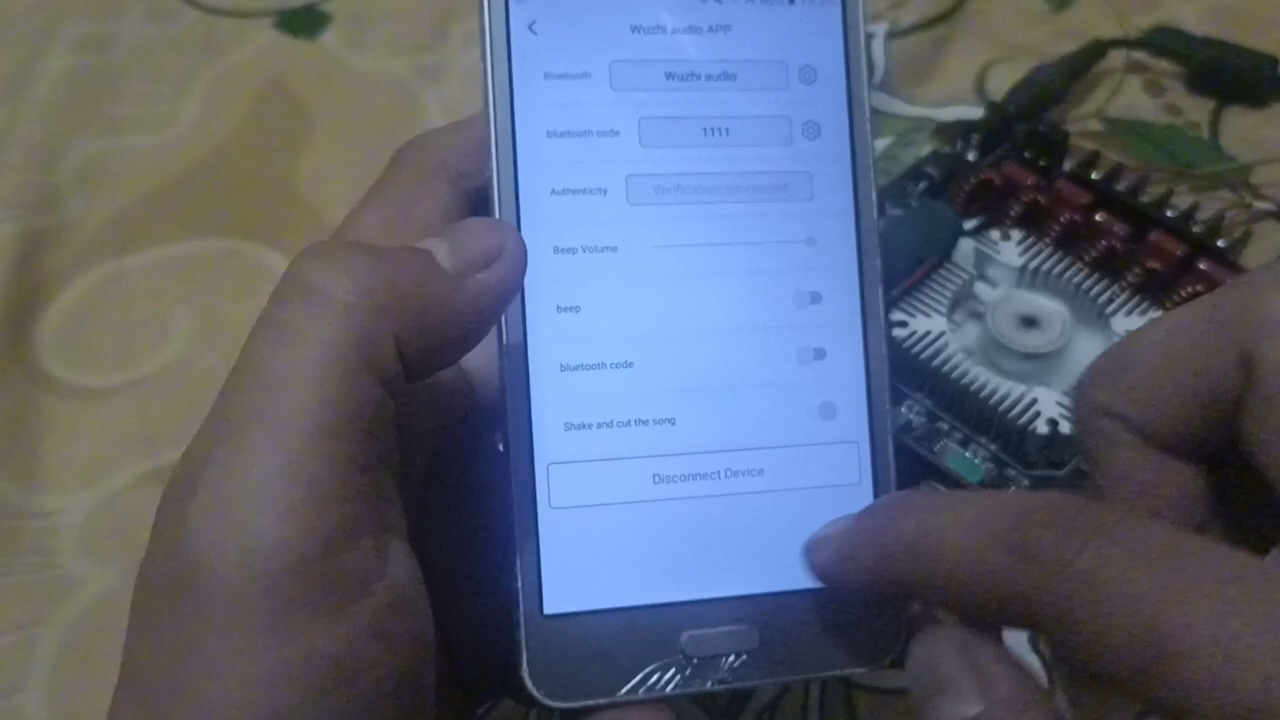 Wuzhi audio APP
Bluetooth Wuzhi audio
bluetooth code 1111
Authenticity Verification
Beep Volume
beep
bluetooth code
Shake and cut the song
Disconnect Device